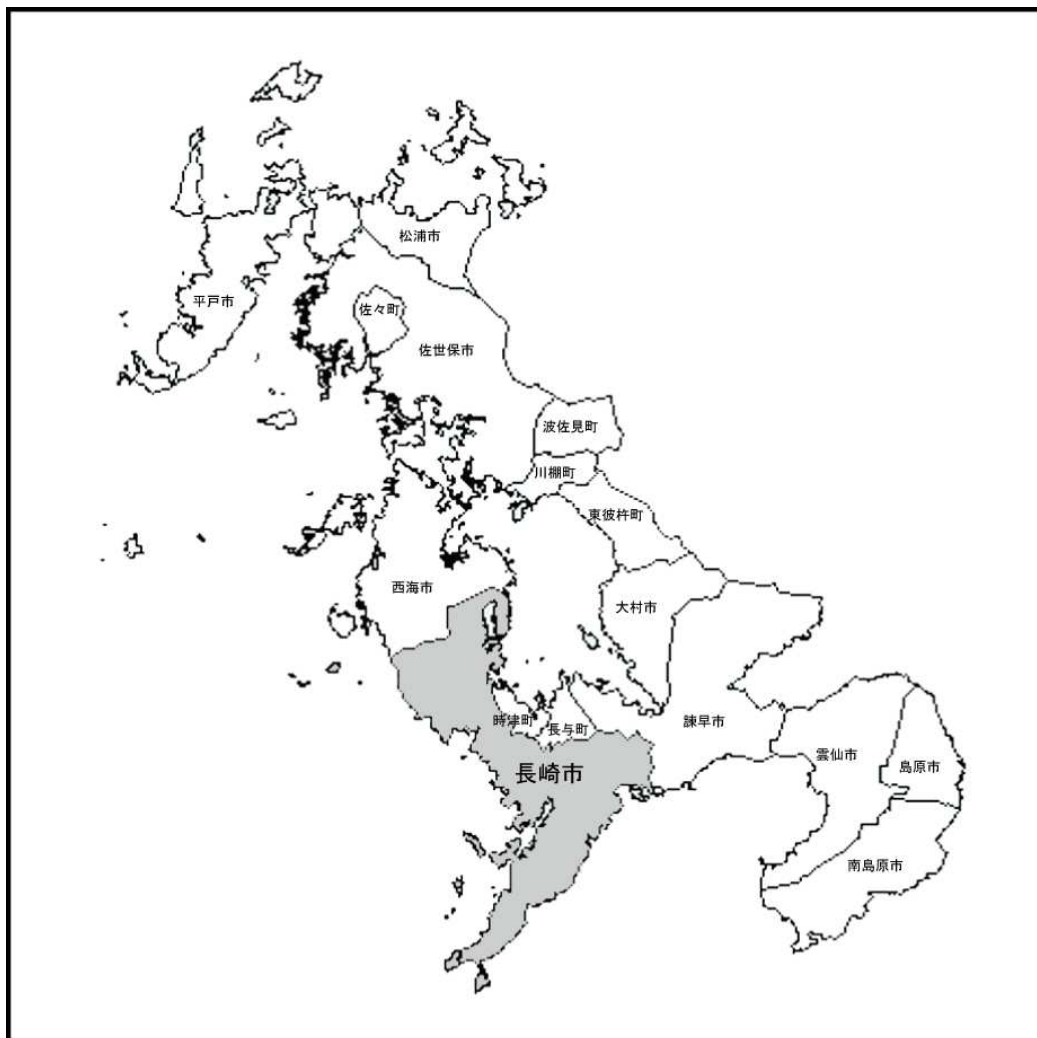 松浦市
平戸市
佐々町
佐世保市
波佐見町
川棚町
東彼杵町
西海市
大村市
時津町
長与町
諫早市
雲仙市
長崎市
島原市
南島原市